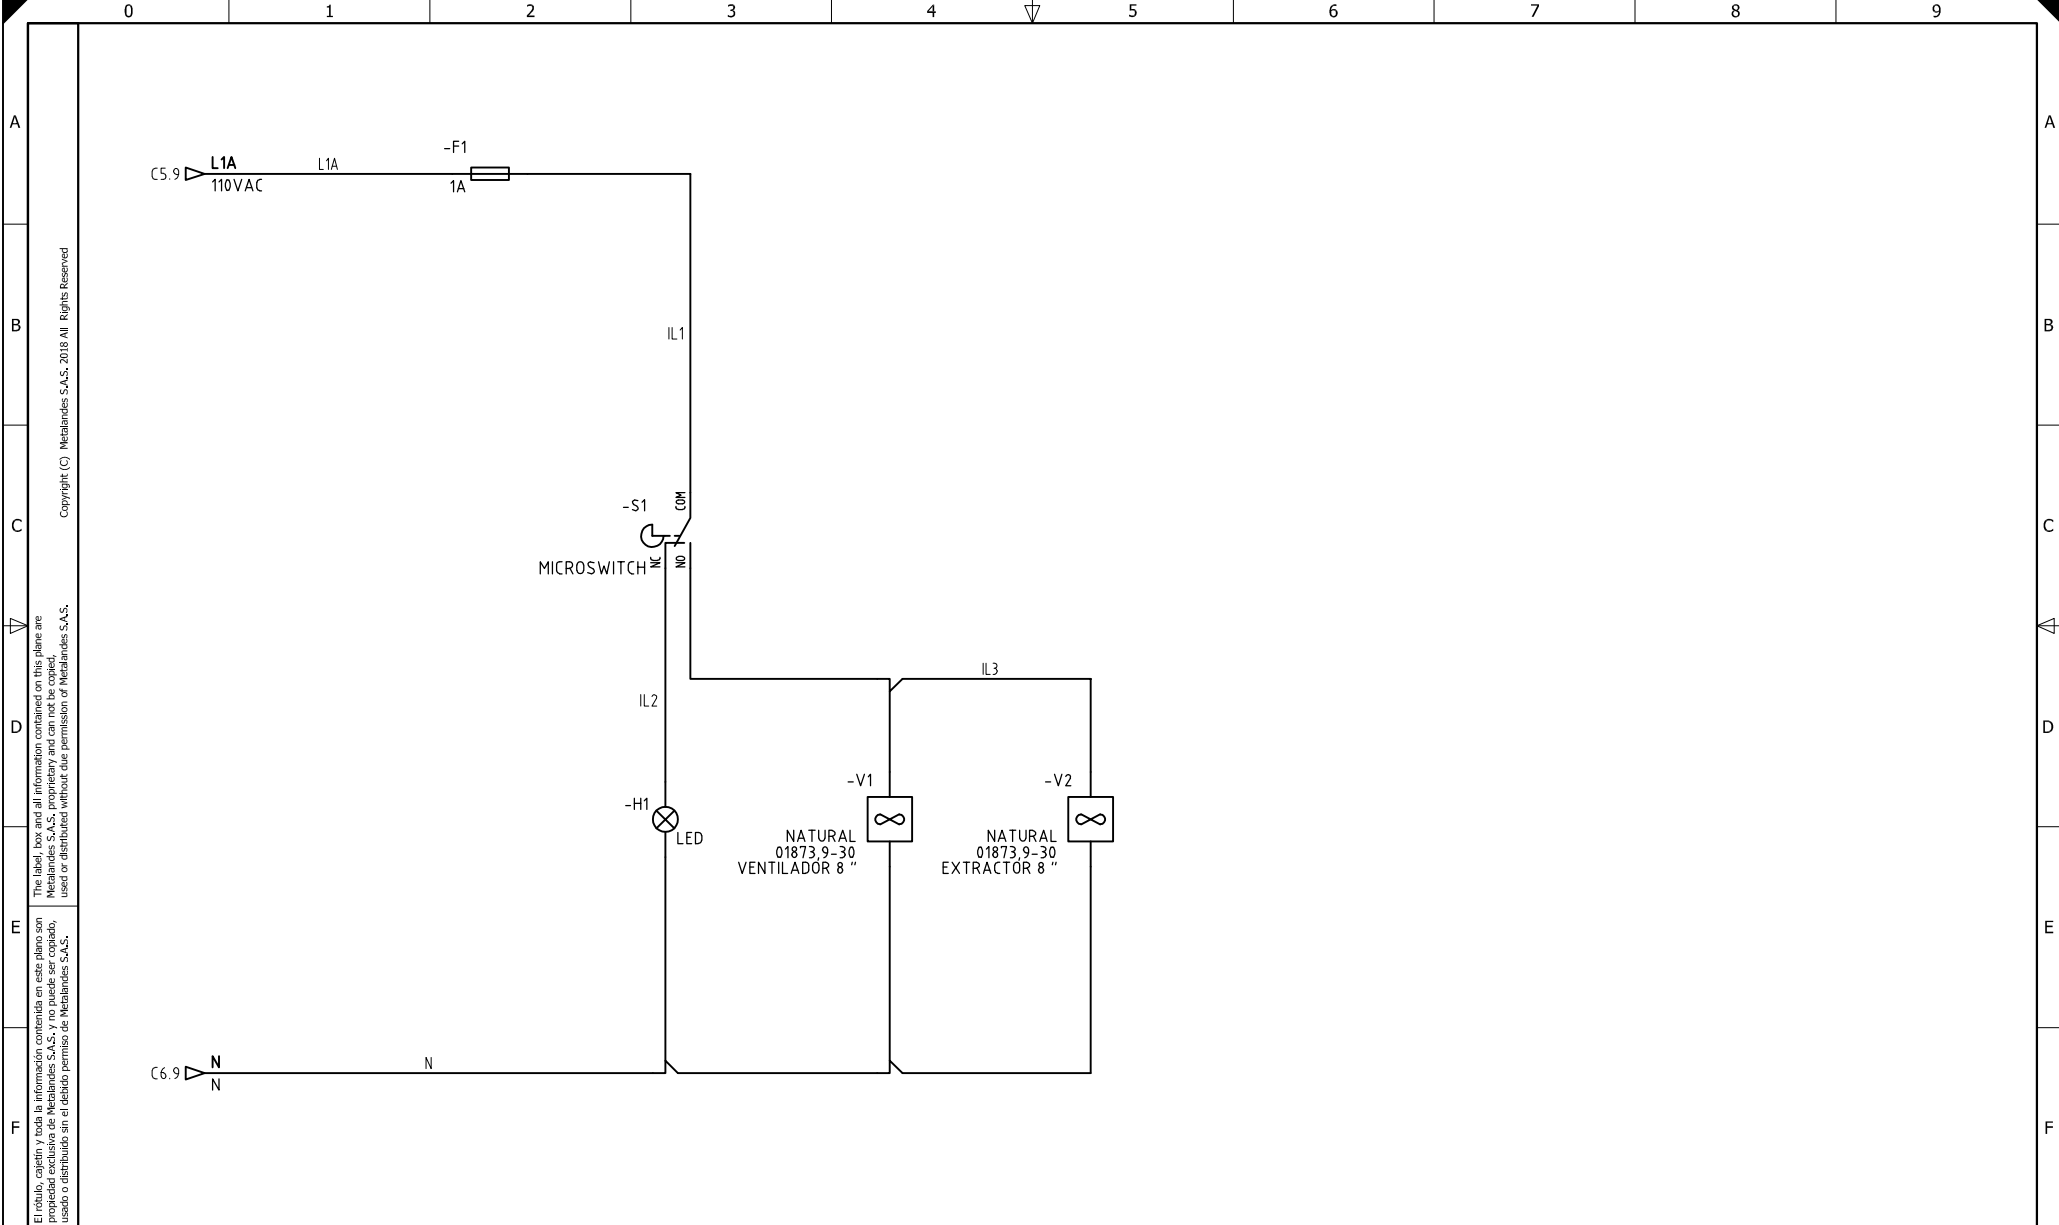 0 1 2 3 4 5 6 7 8 9
A A
-F1
C5.9 L1A L1A
110VAC 1A
B B
IL1
-S1 COM
C C
MICROSWITCH NC NO
IL3
IL2
D D
-V1 -V2
-H1
LED
NATURAL
01873,9-30
VENTILADOR 8 "
NATURAL
01873,9-30
EXTRACTOR 8 "
E E
C6.9 N N
N
F F
Copyright (C) Metalandes S.A.S. 2018 All Rights Reserved
The label, box and all information contained on this plane are
Metalandes S.A.S. proprietary and can not be copied,
used or distributed without due permission of Metalandes S.A.S.
El rótulo, cajetín y toda la información contenida en este plano son
propiedad exclusiva de Metalandes S.A.S. y no puede ser copiado,
usado o distribuido sin el debido permiso de Metalandes S.A.S.